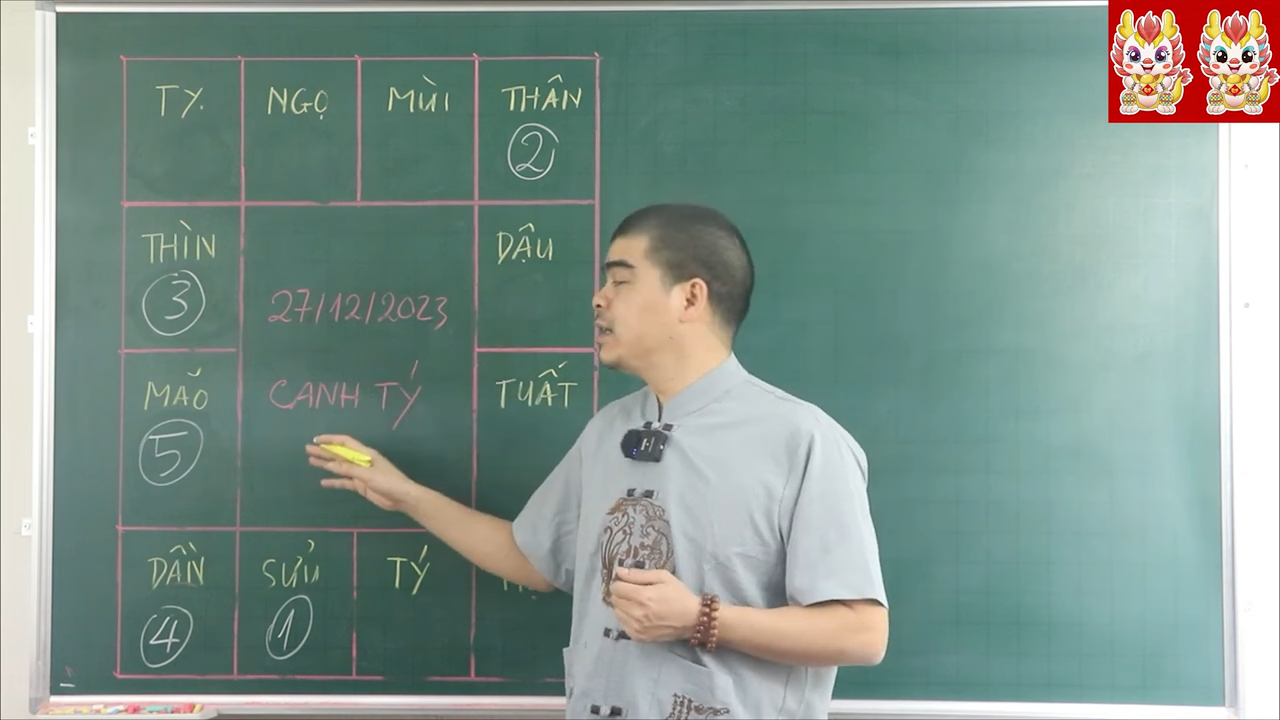 TỴ. NGỌ MÙI THÂN
②
THÌN DẬU
③
27/12/2023
MÃO CANH TÝ TUẤT
⑤
DẦN SỬU TÝ
④ ①